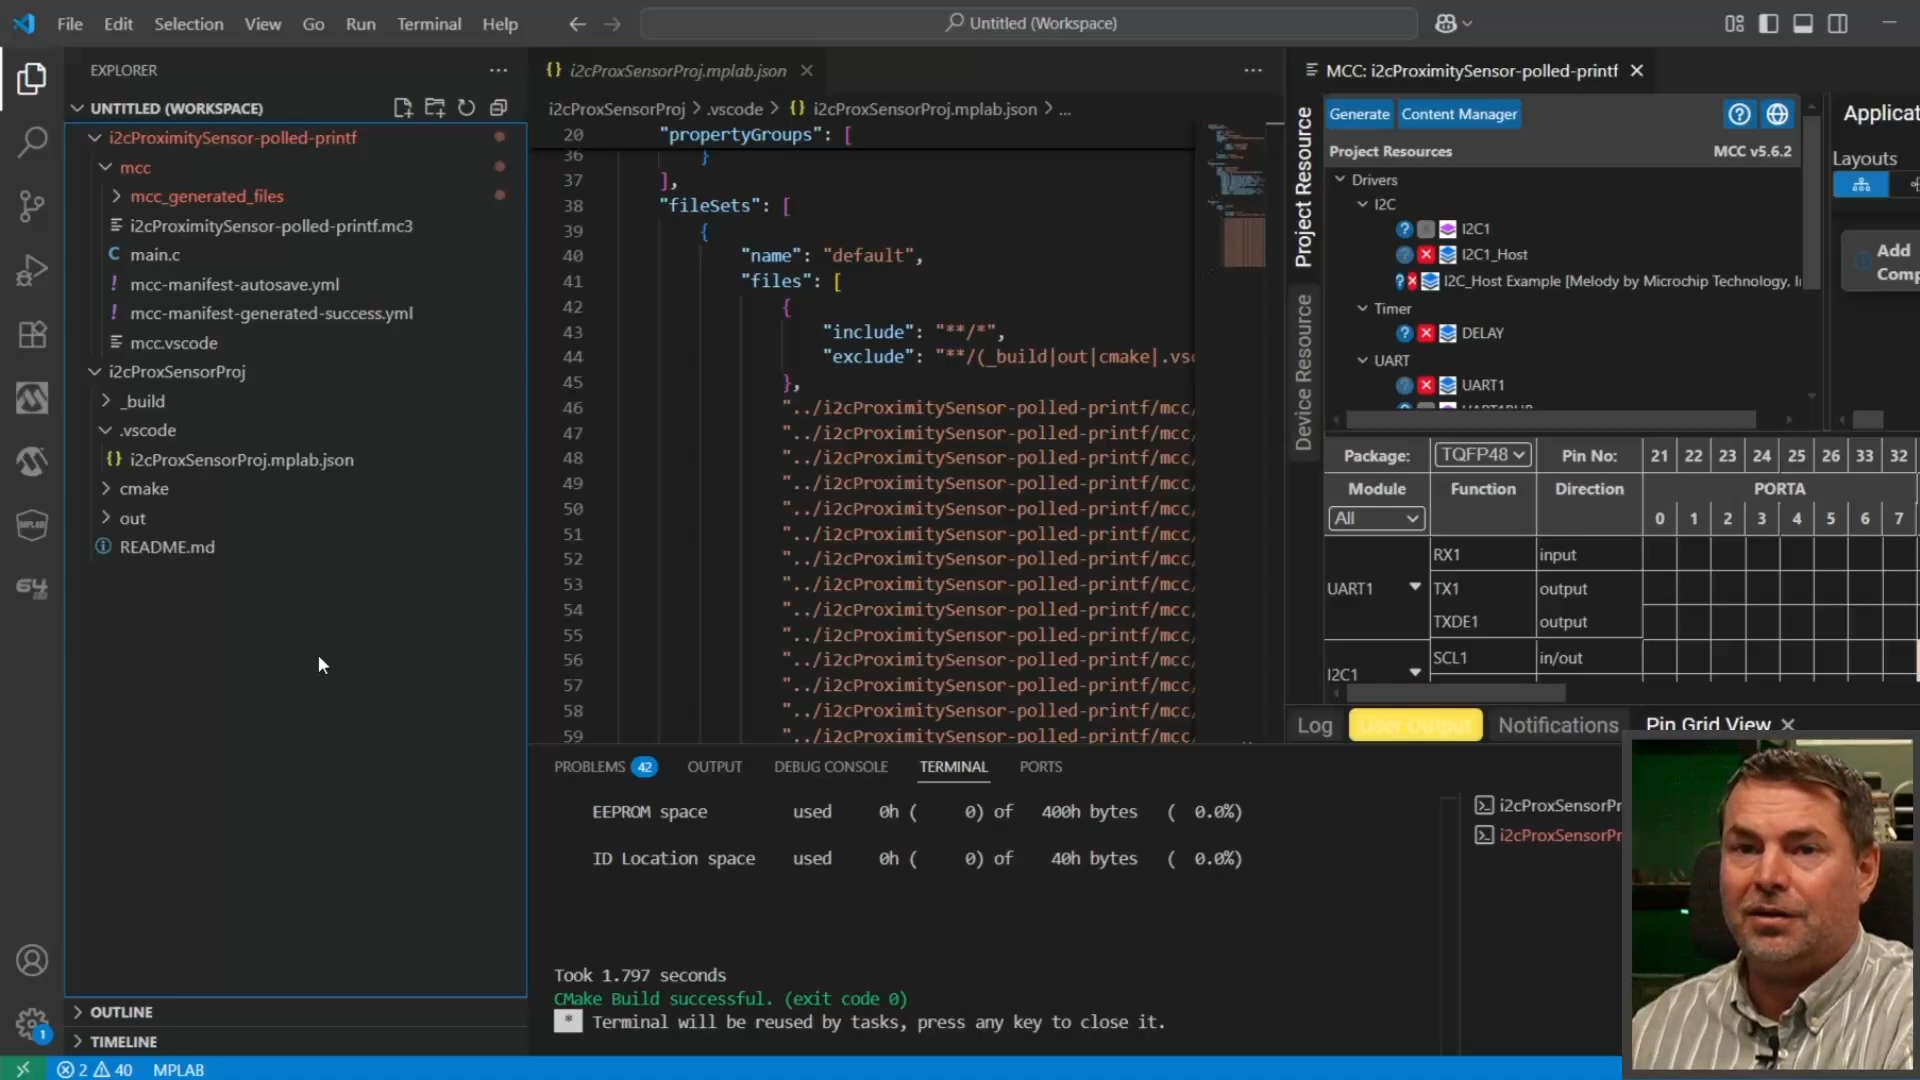 File Edit Selection View Go Run Terminal Help
Untitled (Workspace)
EXPLORER
UNTITLED (WORKSPACE)
i2cProximitySensor-polled-printf
mcc
mcc_generated_files
i2cProximitySensor-polled-printf.mc3
C main.c
! mcc-manifest-autosave.yml
! mcc-manifest-generated-success.yml
mcc.vscode
i2cProxSensorProj
_build
.vscode
{} i2cProxSensorProj.mplab.json
cmake
out
README.md
OUTLINE
TIMELINE
{} i2cProxSensorProj.mplab.json
i2cProxSensorProj > .vscode > {} i2cProxSensorProj.mplab.json > ...
20 "propertyGroups": [
36 }
37 ],
38 "fileSets": [
39 {
40 "name": "default",
41 "files": [
42 {
43 "include": "**/*",
44 "exclude": "**/(_build|out|cmake|.vsc
45 },
46 "../i2cProximitySensor-polled-printf/mcc/
47 "../i2cProximitySensor-polled-printf/mcc/
48 "../i2cProximitySensor-polled-printf/mcc/
49 "../i2cProximitySensor-polled-printf/mcc/
50 "../i2cProximitySensor-polled-printf/mcc/
51 "../i2cProximitySensor-polled-printf/mcc/
52 "../i2cProximitySensor-polled-printf/mcc/
53 "../i2cProximitySensor-polled-printf/mcc/
54 "../i2cProximitySensor-polled-printf/mcc/
55 "../i2cProximitySensor-polled-printf/mcc/
56 "../i2cProximitySensor-polled-printf/mcc/
57 "../i2cProximitySensor-polled-printf/mcc/
58 "../i2cProximitySensor-polled-printf/mcc/
59 "../i2cProximitySensor-polled-printf/mcc/
MCC: i2cProximitySensor-polled-printf
Project Resources
Device Resource
Generate Content Manager
Project Resources MCC v5.6.2
Drivers
I2C
I2C1
I2C1_Host
I2C_Host Example [Melody by Microchip Technology, I
Timer
DELAY
UART
UART1
Applicat
Layouts
Add
Comp
Package: TQFP48 Pin No: 21 22 23 24 25 26 33 32
Module Function Direction PORTA
All 0 1 2 3 4 5 6 7
RX1 input
UART1 TX1 output
TXDE1 output
SCL1 in/out
I2C1
Log User Output Notifications Pin Grid View
PROBLEMS 42 OUTPUT DEBUG CONSOLE TERMINAL PORTS
EEPROM space used 0h ( 0) of 400h bytes ( 0.0%)
ID Location space used 0h ( 0) of 40h bytes ( 0.0%)
Took 1.797 seconds
CMake Build successful. (exit code 0)
* Terminal will be reused by tasks, press any key to close it.
i2cProxSensorPr
i2cProxSensorPr
1
2 40 MPLAB